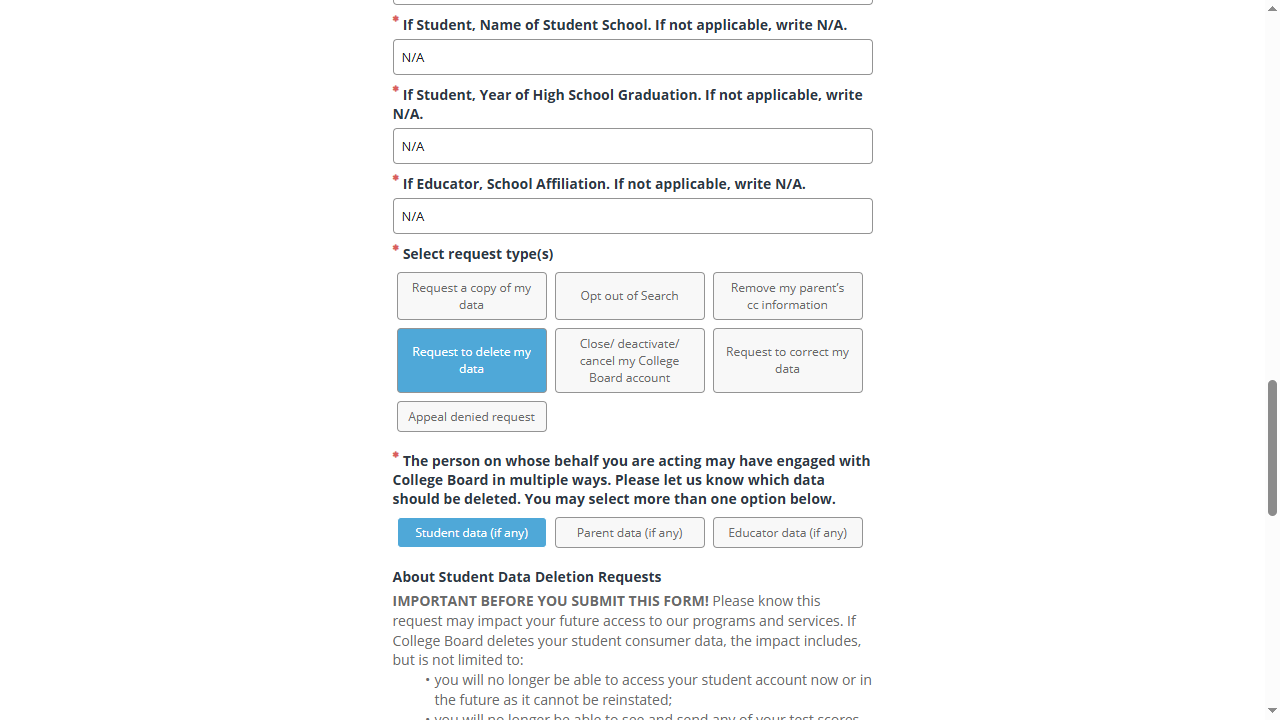 * If Student, Name of Student School. If not applicable, write N/A.
N/A
* If Student, Year of High School Graduation. If not applicable, write
N/A.
N/A
* If Educator, School Affiliation. If not applicable, write N/A.
N/A
* Select request type(s)
Request a copy of my
data
Opt out of Search
Remove my parent’s
cc information
Request to delete my
data
Close/ deactivate/
cancel my College
Board account
Request to correct my
data
Appeal denied request
* The person on whose behalf you are acting may have engaged with
College Board in multiple ways. Please let us know which data
should be deleted. You may select more than one option below.
Student data (if any)
Parent data (if any)
Educator data (if any)
About Student Data Deletion Requests
IMPORTANT BEFORE YOU SUBMIT THIS FORM! Please know this
request may impact your future access to our programs and services. If
College Board deletes your student consumer data, the impact includes,
but is not limited to:
• you will no longer be able to access your student account now or in
the future as it cannot be reinstated;
• you will no longer be able to see and send any of your test scores